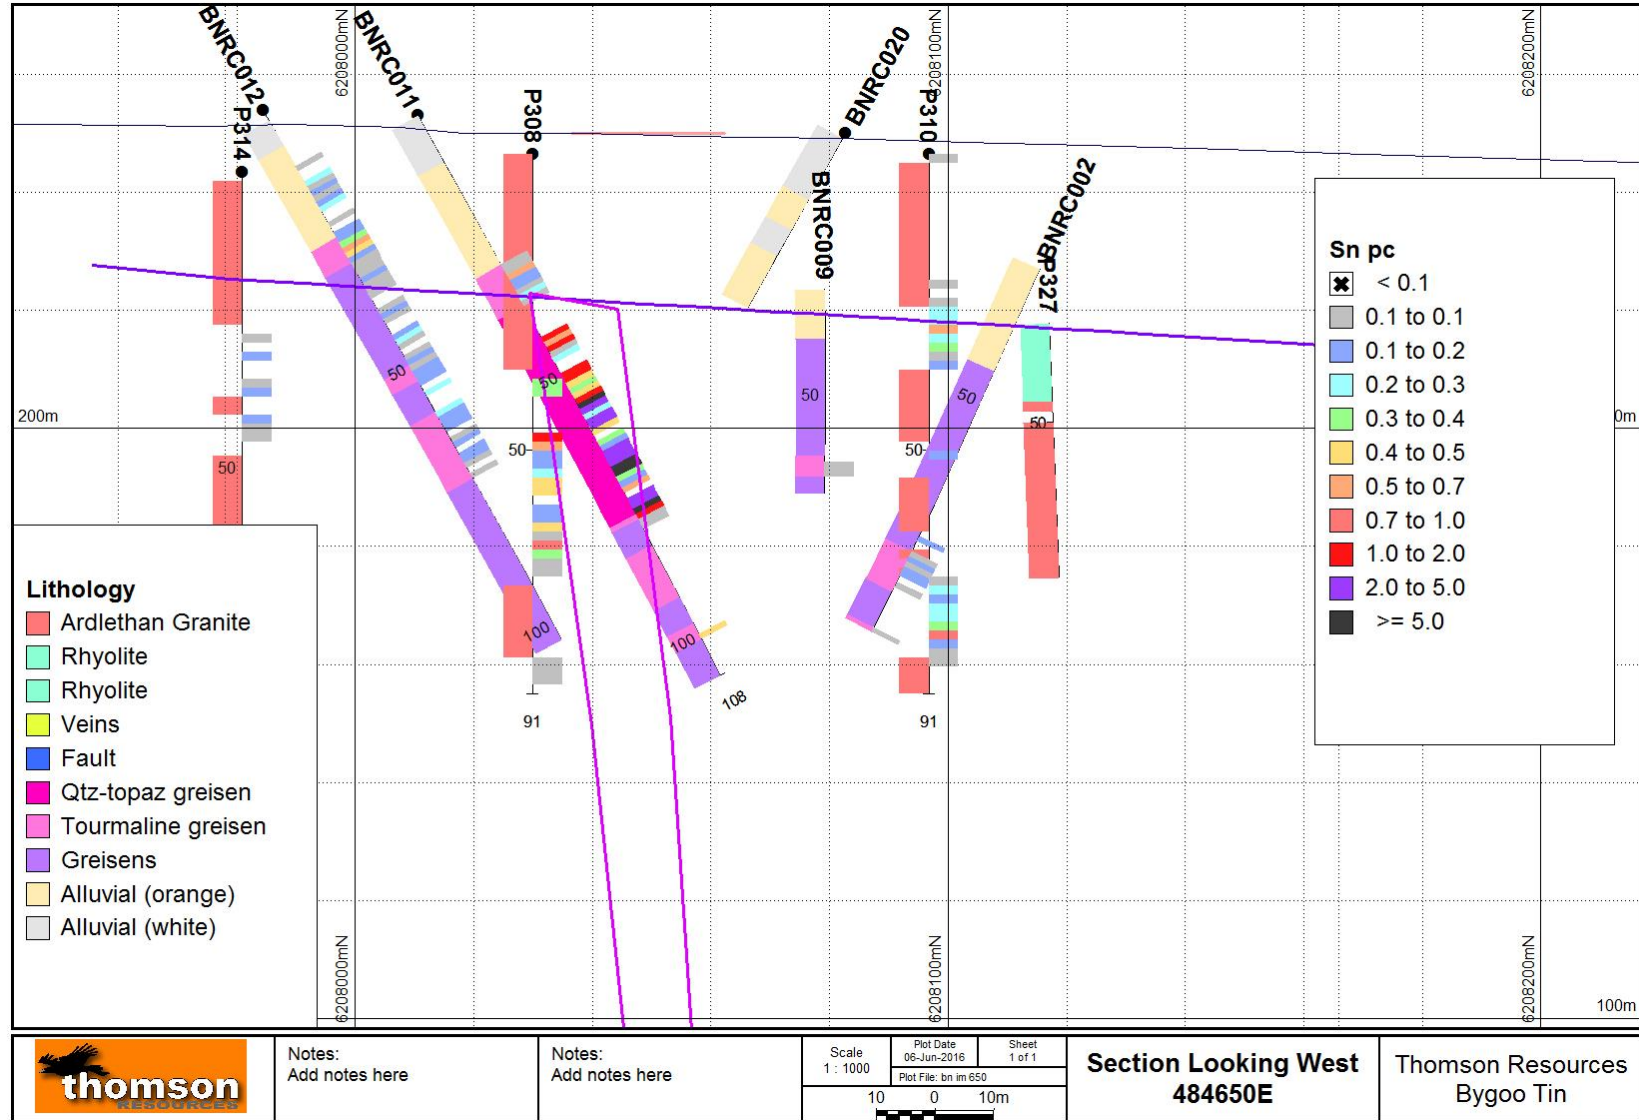 BNRC012
P314
6208000mN
BNRC011
P308
BNRC020
BNRC009
P310
6208100mN
BNRC002
P327
6208200mN
200m
0m
50
50
50
50
50
50
50
50
50
100
100
108
91
91
100m
6208000mN
6208100mN
6208200mN
Sn pc
< 0.1
0.1 to 0.1
0.1 to 0.2
0.2 to 0.3
0.3 to 0.4
0.4 to 0.5
0.5 to 0.7
0.7 to 1.0
1.0 to 2.0
2.0 to 5.0
>= 5.0
Lithology
Ardlethan Granite
Rhyolite
Rhyolite
Veins
Fault
Qtz-topaz greisen
Tourmaline greisen
Greisens
Alluvial (orange)
Alluvial (white)
thomson
RESOURCES
Notes:
Add notes here
Notes:
Add notes here
Scale
1 : 1000
Plot Date
06-Jun-2016
Sheet
1 of 1
Plot File: bn im 650
10 0 10m
Section Looking West
484650E
Thomson Resources
Bygoo Tin